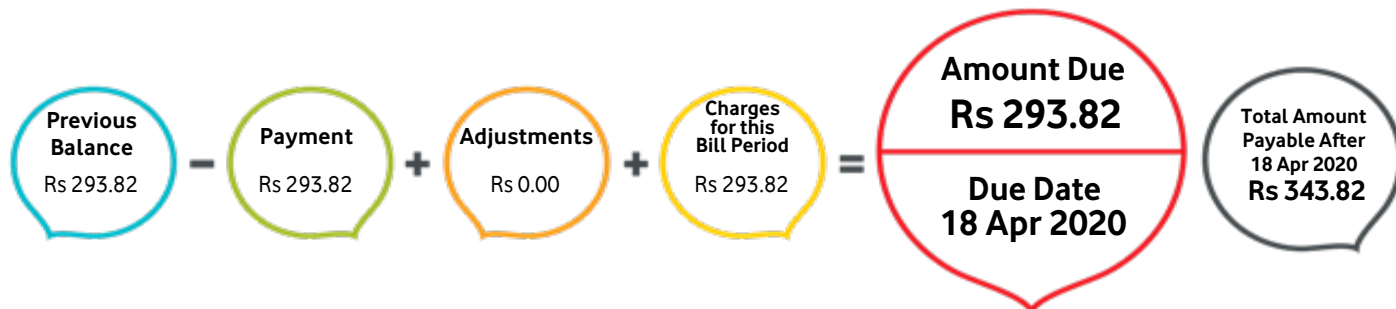 Previous
Balance
Rs 293.82
-
Payment
Rs 293.82
+
Adjustments
Rs 0.00
+
Charges
for this
Bill Period
Rs 293.82
=
Amount Due
Rs 293.82
Due Date
18 Apr 2020
Total Amount
Payable After
18 Apr 2020
Rs 343.82